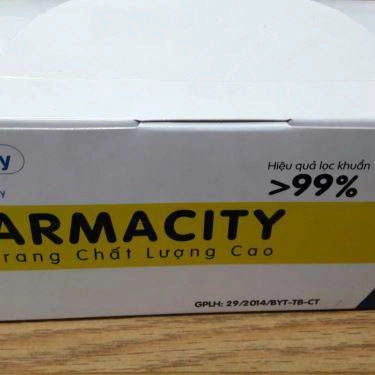 y
Hiệu quả lọc khuẩn
>99%
y
ARMACITY
rang Chất Lượng Cao
GPLH: 29/2014/BYT-TB-CT